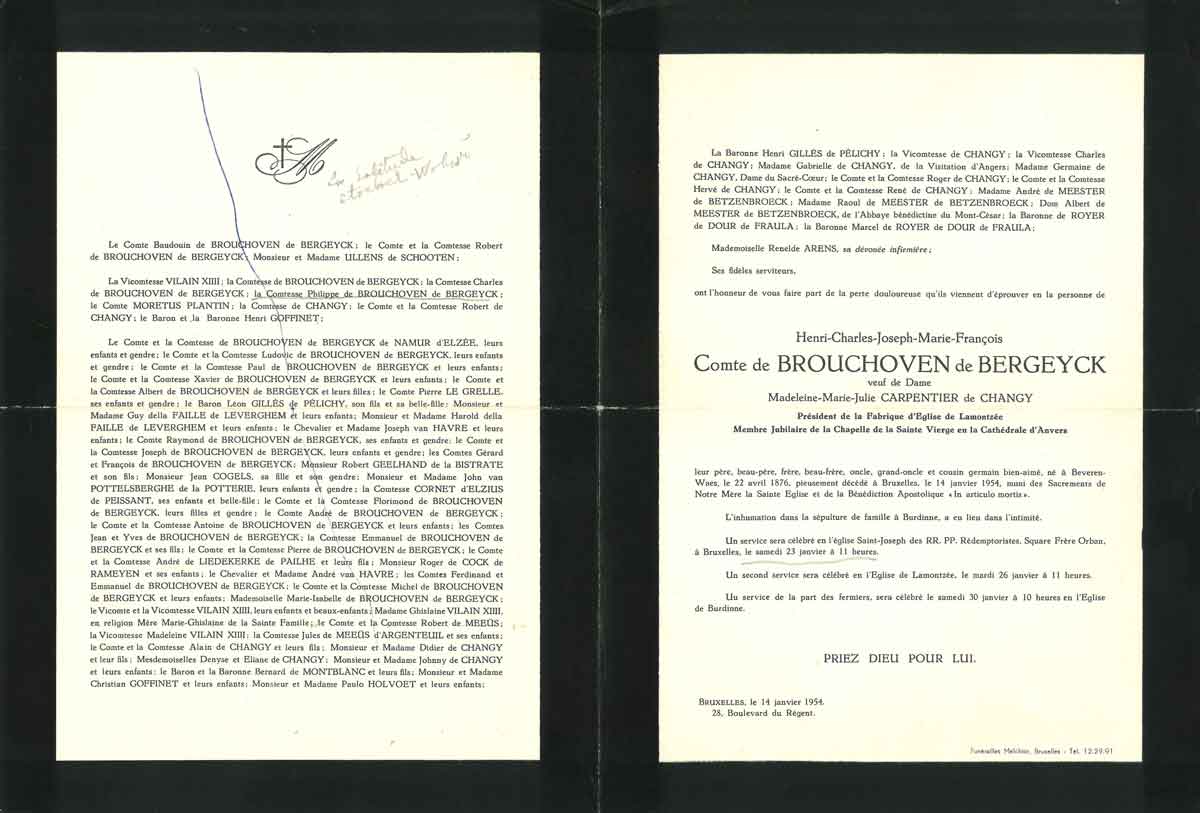 M
La solitude
Le Comte Baudouin de BROUCHOVEN de BERGEYCK; le Comte et la Comtesse Robert
de BROUCHOVEN de BERGEYCK; Monsieur et Madame ULLENS de SCHOOTEN;
La Vicomtesse VILAIN XIIII; la Comtesse de BROUCHOVEN de BERGEYCK; la Comtesse Charles
de BROUCHOVEN de BERGEYCK; la Comtesse Philippe de BROUCHOVEN de BERGEYCK;
le Comte MORETUS PLANTIN; la Comtesse de CHANGY; le Comte et la Comtesse Robert de
CHANGY; le Baron et la Baronne Henri GOFFINET;
Le Comte et la Comtesse de BROUCHOVEN de BERGEYCK de NAMUR d'ELZÉE, leurs
enfants et gendre; le Comte et la Comtesse Ludovic de BROUCHOVEN de BERGEYCK, leurs enfants
et gendre; le Comte et la Comtesse Paul de BROUCHOVEN de BERGEYCK et leurs enfants;
le Comte et la Comtesse Xavier de BROUCHOVEN de BERGEYCK et leurs enfants; le Comte et
la Comtesse Albert de BROUCHOVEN de BERGEYCK et leurs filles; le Comte Pierre LE GRELLE,
ses enfants et gendre; le Baron Léon GILLÈS de PÉLICHY, son fils et sa belle-fille; Monsieur et
Madame Guy della FAILLE de LEVERGHEM et leurs enfants; Monsieur et Madame Harold della
FAILLE de LEVERGHEM et leurs enfants; le Chevalier et Madame Joseph van HAVRE et leurs
enfants; le Comte Raymond de BROUCHOVEN de BERGEYCK, ses enfants et gendre; le Comte et
la Comtesse Joseph de BROUCHOVEN de BERGEYCK, leurs enfants et gendre; les Comtes Gérard
et François de BROUCHOVEN de BERGEYCK; Monsieur Robert GEELHAND de la BISTRATE
et son fils; Monsieur Jean COGELS, sa fille et son gendre; Monsieur et Madame John van
POTTELSBERGHE de la POTTERIE, leurs enfants et gendre; la Comtesse CORNET d'ELZIUS
de PEISSANT, ses enfants et belle-fille; le Comte et la Comtesse Florimond de BROUCHOVEN
de BERGEYCK, leurs filles et gendre; le Comte André de BROUCHOVEN de BERGEYCK;
le Comte et la Comtesse Antoine de BROUCHOVEN de BERGEYCK et leurs enfants; les Comtes
Jean et Yves de BROUCHOVEN de BERGEYCK; la Comtesse Emmanuel de BROUCHOVEN de
BERGEYCK et ses fils; le Comte et la Comtesse Pierre de BROUCHOVEN de BERGEYCK; le Comte
et la Comtesse André de LIEDEKERKE de PAILHE et leurs fils; Monsieur Roger de COCK de
RAMEYEN et ses enfants; le Chevalier et Madame André van HAVRE; les Comtes Ferdinand et
Emmanuel de BROUCHOVEN de BERGEYCK; le Comte et la Comtesse Michel de BROUCHOVEN
de BERGEYCK et leurs enfants; Mademoiselle Marie-Isabelle de BROUCHOVEN de BERGEYCK;
le Vicomte et la Vicomtesse VILAIN XIIII, leurs enfants et beaux-enfants; Madame Ghislaine VILAIN XIIII,
en religion Mère Marie-Ghislaine de la Sainte Famille; le Comte et la Comtesse Robert de MEEÛS;
la Vicomtesse Madeleine VILAIN XIIII; la Comtesse Jules de MEEÛS d'ARGENTEUIL et ses enfants;
le Comte et la Comtesse Alain de CHANGY et leurs fils; Monsieur et Madame Didier de CHANGY
et leur fils; Mesdemoiselles Denyse et Eliane de CHANGY; Monsieur et Madame Johnny de CHANGY
et leurs enfants; le Baron et la Baronne Bernard de MONTBLANC et leurs fils; Monsieur et Madame
Christian GOFFINET et leurs enfants; Monsieur et Madame Paulo HOLVOET et leurs enfants;
La Baronne Henri GILLÈS de PÉLICHY; la Vicomtesse de CHANGY; la Vicomtesse Charles
de CHANGY; Madame Gabrielle de CHANGY, de la Visitation d'Angers; Madame Germaine de
CHANGY, Dame du Sacré-Cœur; le Comte et la Comtesse Roger de CHANGY; le Comte et la Comtesse
Hervé de CHANGY; le Comte et la Comtesse René de CHANGY; Madame André de MEESTER
de BETZENBROECK; Madame Raoul de MEESTER de BETZENBROECK; Dom Albert de
MEESTER de BETZENBROECK, de l'Abbaye bénédictine du Mont-César; la Baronne de ROYER
de DOUR de FRAULA; la Baronne Marcel de ROYER de DOUR de FRAULA;
Mademoiselle Renelde ARENS, sa dévouée infirmière;
Ses fidèles serviteurs,
ont l'honneur de vous faire part de la perte douloureuse qu'ils viennent d'éprouver en la personne de
Henri-Charles-Joseph-Marie-François
Comte de BROUCHOVEN de BERGEYCK
veuf de Dame
Madeleine-Marie-Julie CARPENTIER de CHANGY
Président de la Fabrique d'Eglise de Lamontzée
Membre Jubilaire de la Chapelle de la Sainte Vierge en la Cathédrale d'Anvers
leur père, beau-père, frère, beau-frère, oncle, grand-oncle et cousin germain bien-aimé, né à Beveren-
Waes, le 22 avril 1876, pieusement décédé à Bruxelles, le 14 janvier 1954, muni des Sacrements de
Notre Mère la Sainte Eglise et de la Bénédiction Apostolique « In articulo mortis ».
L'inhumation dans la sépulture de famille à Burdinne, a eu lieu dans l'intimité.
Un service sera célébré en l'église Saint-Joseph des RR. PP. Rédemptoristes, Square Frère Orban,
à Bruxelles, le samedi 23 janvier à 11 heures.
Un second service sera célébré en l'Eglise de Lamontzée, le mardi 26 janvier à 11 heures.
Uu service de la part des fermiers, sera célébré le samedi 30 janvier à 10 heures en l'Eglise
de Burdinne.
PRIEZ DIEU POUR LUI.
BRUXELLES, le 14 janvier 1954.
28, Boulevard du Régent.
Funérailles Melchior, Bruxelles - Tél. 12.29.91